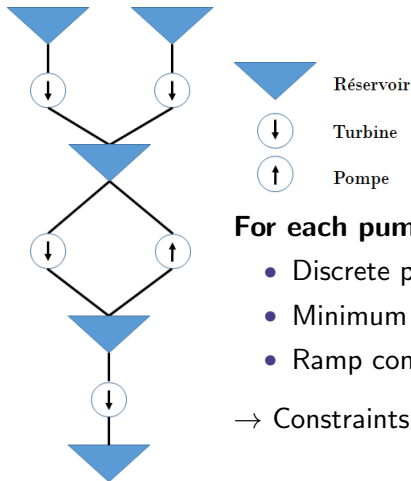 Réservoir
Turbine
Pompe
For each pum
• Discrete p
• Minimum
• Ramp con
→ Constraints